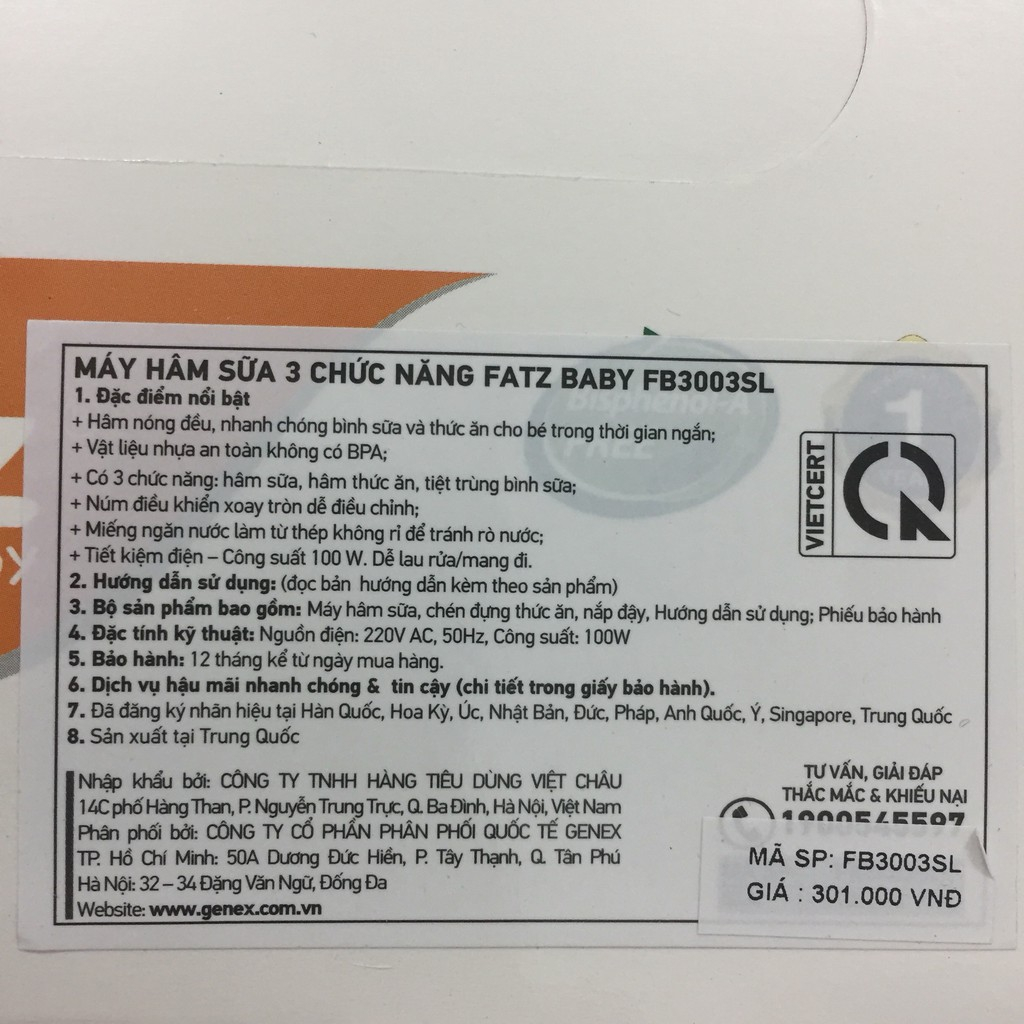 MÁY HÂM SỮA 3 CHỨC NĂNG FATZ BABY FB3003SL
1. Đặc điểm nổi bật
+ Hâm nóng đều, nhanh chóng bình sữa và thức ăn cho bé trong thời gian ngắn;
+ Vật liệu nhựa an toàn không có BPA;
+ Có 3 chức năng: hâm sữa, hâm thức ăn, tiệt trùng bình sữa;
+ Núm điều khiển xoay tròn dễ điều chỉnh;
+ Miếng ngăn nước làm từ thép không rỉ để tránh rò nước;
+ Tiết kiệm điện – Công suất 100 W. Dễ lau rửa/mang đi.
2. Hướng dẫn sử dụng: (đọc bản hướng dẫn kèm theo sản phẩm)
3. Bộ sản phẩm bao gồm: Máy hâm sữa, chén đựng thức ăn, nắp đậy, Hướng dẫn sử dụng; Phiếu bảo hành
4. Đặc tính kỹ thuật: Nguồn điện: 220V AC, 50Hz, Công suất: 100W
5. Bảo hành: 12 tháng kể từ ngày mua hàng.
6. Dịch vụ hậu mãi nhanh chóng & tin cậy (chi tiết trong giấy bảo hành).
7. Đã đăng ký nhãn hiệu tại Hàn Quốc, Hoa Kỳ, Úc, Nhật Bản, Đức, Pháp, Anh Quốc, Ý, Singapore, Trung Quốc
8. Sản xuất tại Trung Quốc
VIETCERT
Bisphenol-A
FREE
1
Nhập khẩu bởi: CÔNG TY TNHH HÀNG TIÊU DÙNG VIỆT CHÂU
14C phố Hàng Than, P. Nguyễn Trung Trực, Q. Ba Đình, Hà Nội, Việt Nam
Phân phối bởi: CÔNG TY CỔ PHẦN PHÂN PHỐI QUỐC TẾ GENEX
TP. Hồ Chí Minh: 50A Dương Đức Hiền, P. Tây Thạnh, Q. Tân Phú
Hà Nội: 32 – 34 Đặng Văn Ngữ, Đống Đa
Website: www.genex.com.vn
TƯ VẤN, GIẢI ĐÁP
THẮC MẮC & KHIẾU NẠI
1900545597
MÃ SP: FB3003SL
GIÁ : 301.000 VNĐ